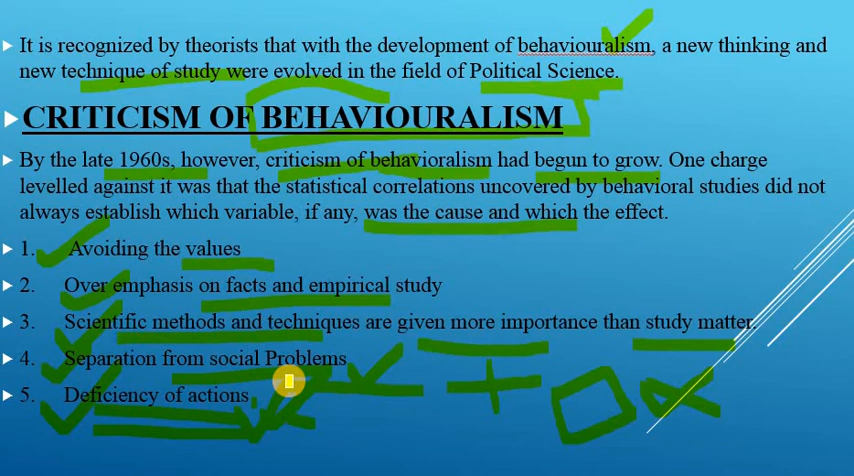 It is recognized by theorists that with the development of behaviouralism, a new thinking and
new technique of study were evolved in the field of Political Science.
CRITICISM OF BEHAVIOURALISM
By the late 1960s, however, criticism of behavioralism had begun to grow. One charge
levelled against it was that the statistical correlations uncovered by behavioral studies did not
always establish which variable, if any, was the cause and which the effect.
1. Avoiding the values
2. Over emphasis on facts and empirical study
3. Scientific methods and techniques are given more importance than study matter.
4. Separation from social Problems
5. Deficiency of actions